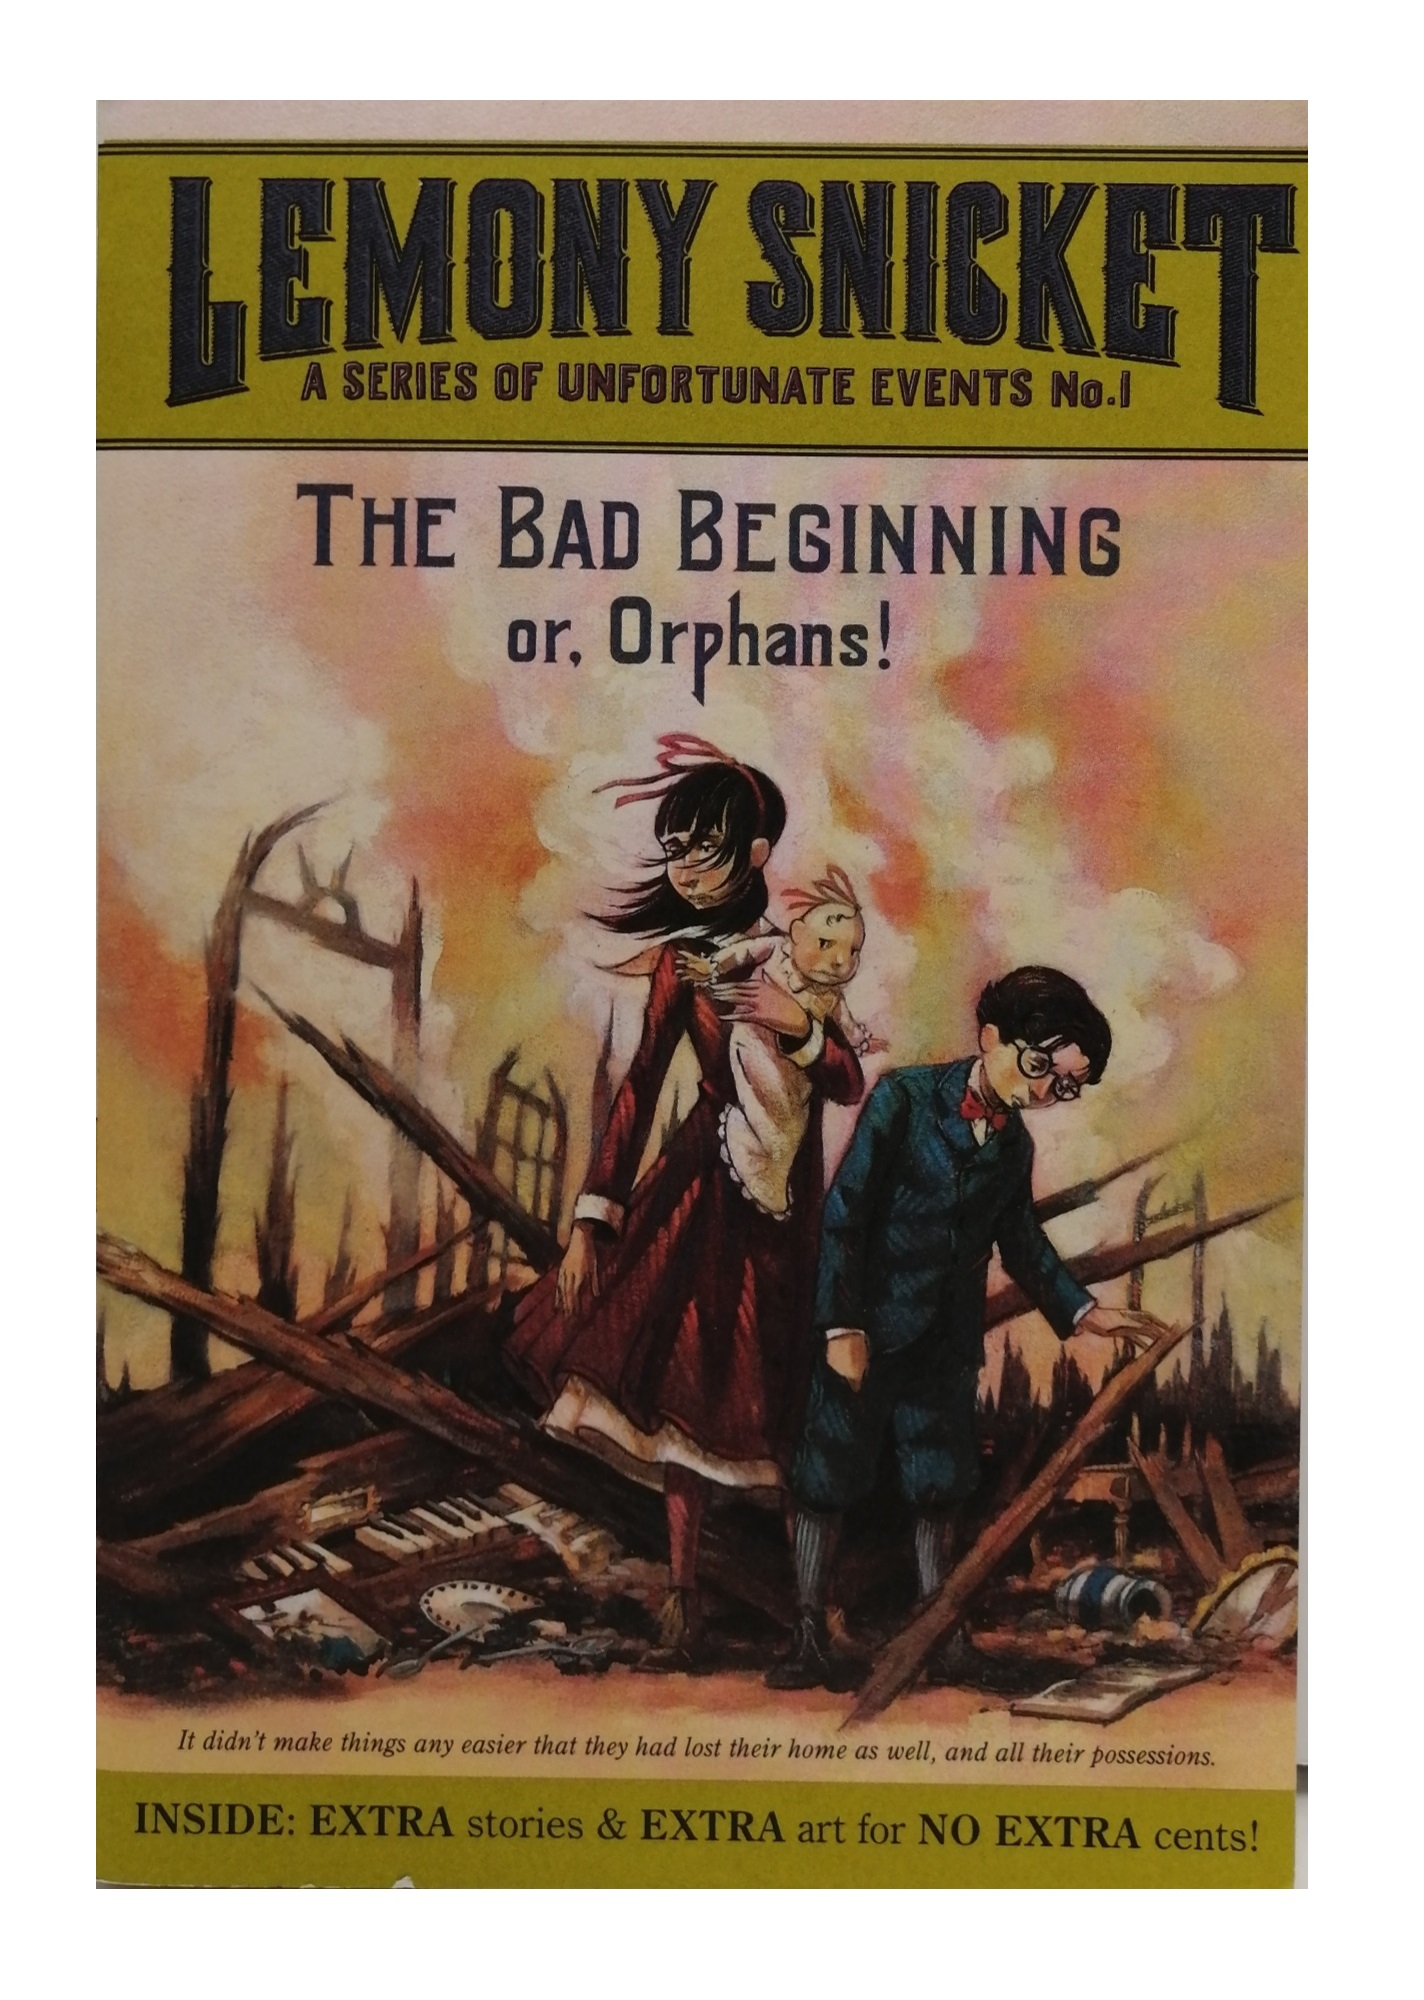 LEMONY SNICKET
A SERIES OF UNFORTUNATE EVENTS No.1
THE BAD BEGINNING
or, Orphans!
It didn't make things any easier that they had lost their home as well, and all their possessions.
INSIDE: EXTRA stories & EXTRA art for NO EXTRA cents!